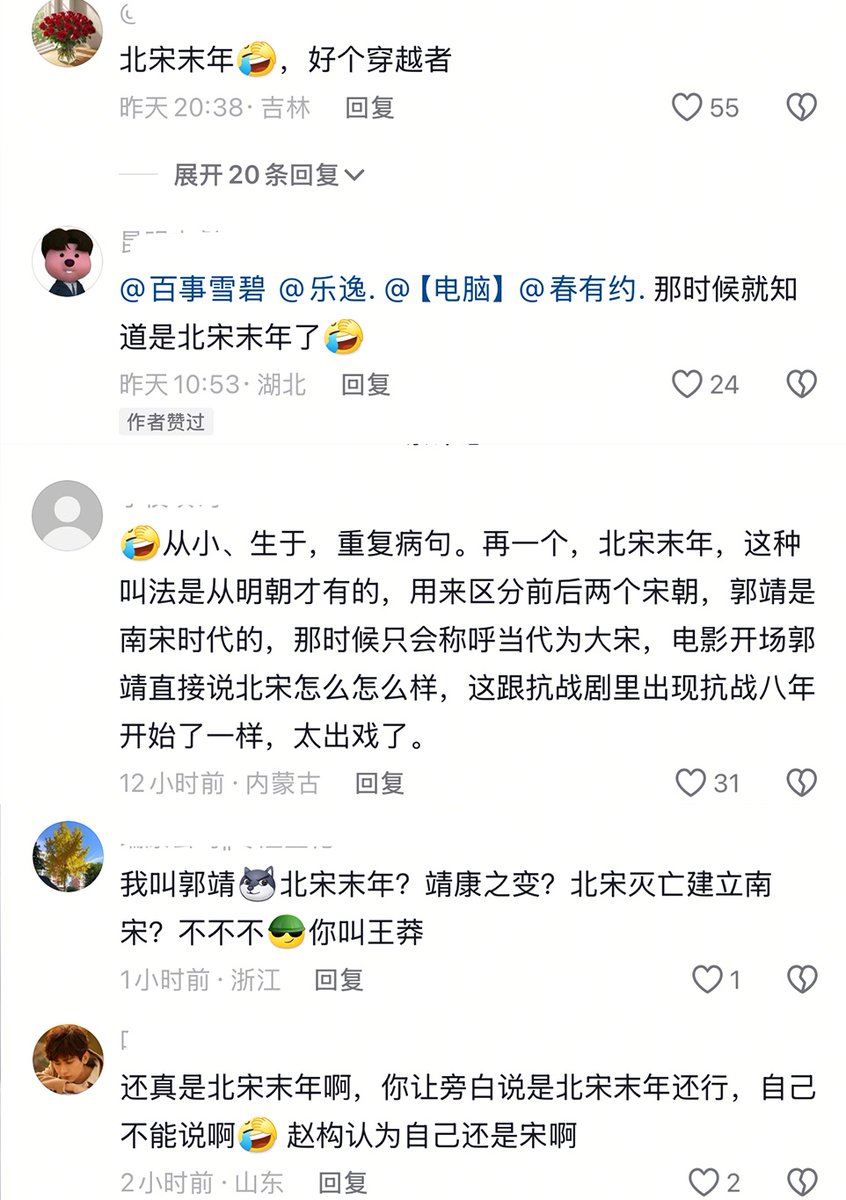 北宋末年🤣，好个穿越者
昨天 20:38 · 吉林 回复 55
展开 20 条回复
@百事雪碧 @乐逸. @【电脑】@春有约. 那时候就知
道是北宋末年了🤣
昨天 10:53 · 湖北 回复 24
作者赞过
🤣从小、生于，重复病句。再一个，北宋末年，这种
叫法是从明朝才有的，用来区分前后两个宋朝，郭靖是
南宋时代的，那时候只会称呼当代为大宋，电影开场郭
靖直接说北宋怎么怎么样，这跟抗战剧里出现抗战八年
开始了一样，太出戏了。
12小时前 · 内蒙古 回复 31
我叫郭靖北宋末年？靖康之变？北宋灭亡建立南
宋？不不不你叫王莽
1小时前 · 浙江 回复 1
还真是北宋末年啊，你让旁白说是北宋末年还行，自己
不能说啊🤣 赵构认为自己还是宋啊
2小时前 · 山东 回复 2